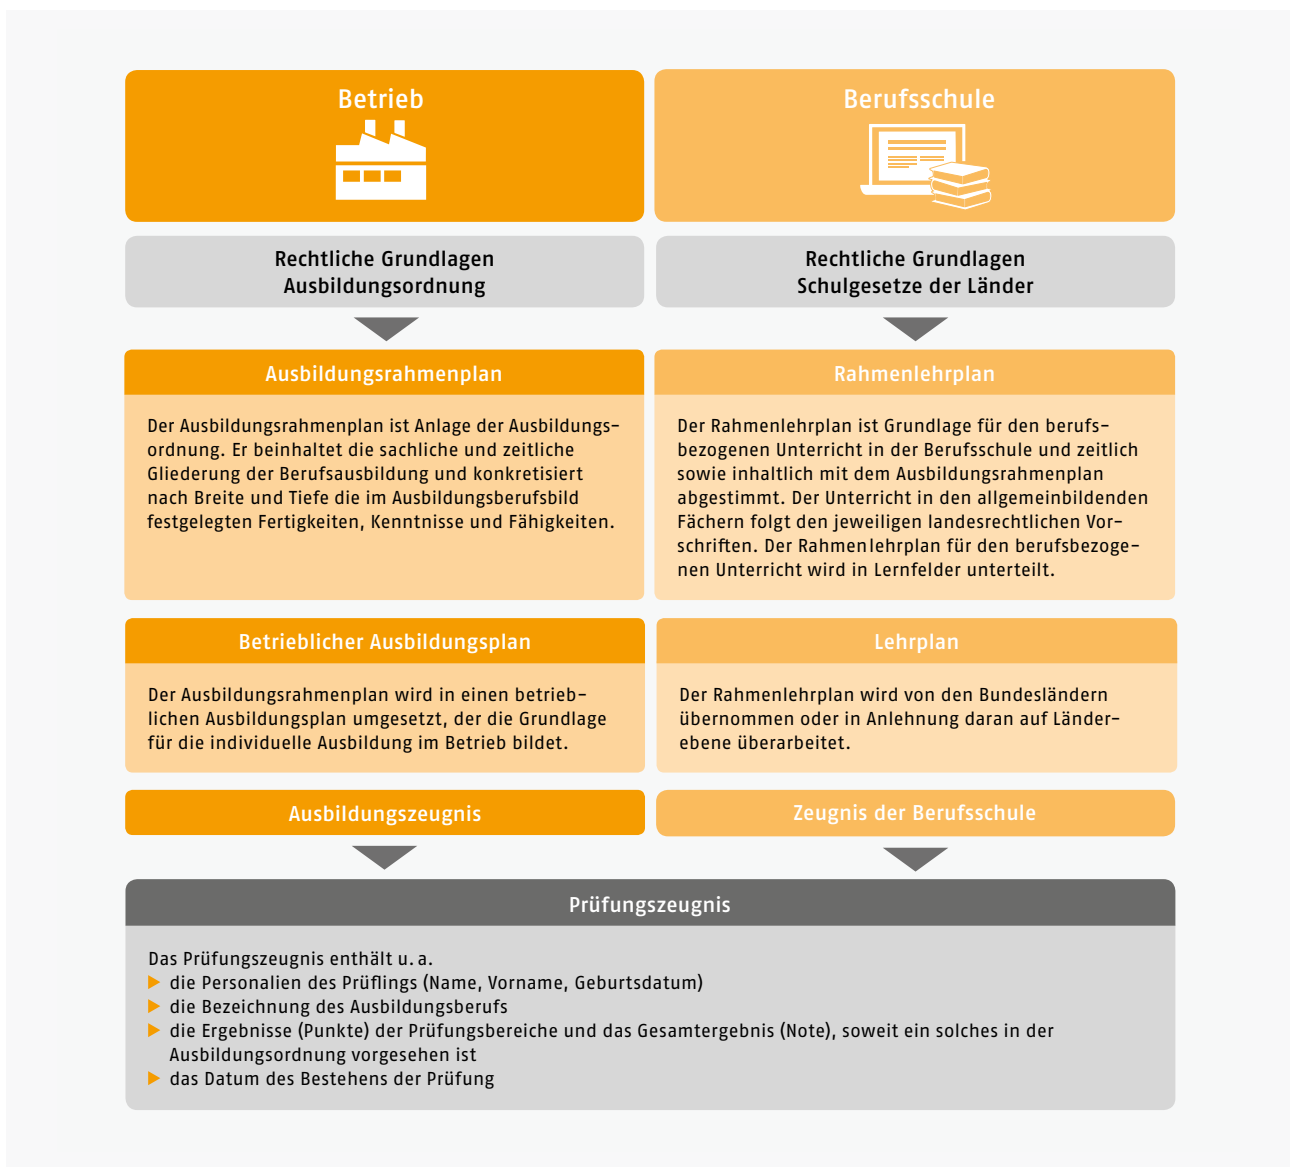 Betrieb
Berufsschule
Rechtliche Grundlagen
Ausbildungsordnung
Rechtliche Grundlagen
Schulgesetze der Länder
Ausbildungsrahmenplan
Der Ausbildungsrahmenplan ist Anlage der Ausbildungs-
ordnung. Er beinhaltet die sachliche und zeitliche
Gliederung der Berufsausbildung und konkretisiert
nach Breite und Tiefe die im Ausbildungsberufsbild
festgelegten Fertigkeiten, Kenntnisse und Fähigkeiten.
Rahmenlehrplan
Der Rahmenlehrplan ist Grundlage für den berufs-
bezogenen Unterricht in der Berufsschule und zeitlich
sowie inhaltlich mit dem Ausbildungsrahmenplan
abgestimmt. Der Unterricht in den allgemeinbildenden
Fächern folgt den jeweiligen landesrechtlichen Vor-
schriften. Der Rahmenlehrplan für den berufsbezoge-
nen Unterricht wird in Lernfelder unterteilt.
Betrieblicher Ausbildungsplan
Der Ausbildungsrahmenplan wird in einen betrieb-
lichen Ausbildungsplan umgesetzt, der die Grundlage
für die individuelle Ausbildung im Betrieb bildet.
Lehrplan
Der Rahmenlehrplan wird von den Bundesländern
übernommen oder in Anlehnung daran auf Länder-
ebene überarbeitet.
Ausbildungszeugnis
Zeugnis der Berufsschule
Prüfungszeugnis
Das Prüfungszeugnis enthält u. a.
die Personalien des Prüflings (Name, Vorname, Geburtsdatum)
die Bezeichnung des Ausbildungsberufs
die Ergebnisse (Punkte) der Prüfungsbereiche und das Gesamtergebnis (Note), soweit ein solches in der
Ausbildungsordnung vorgesehen ist
das Datum des Bestehens der Prüfung